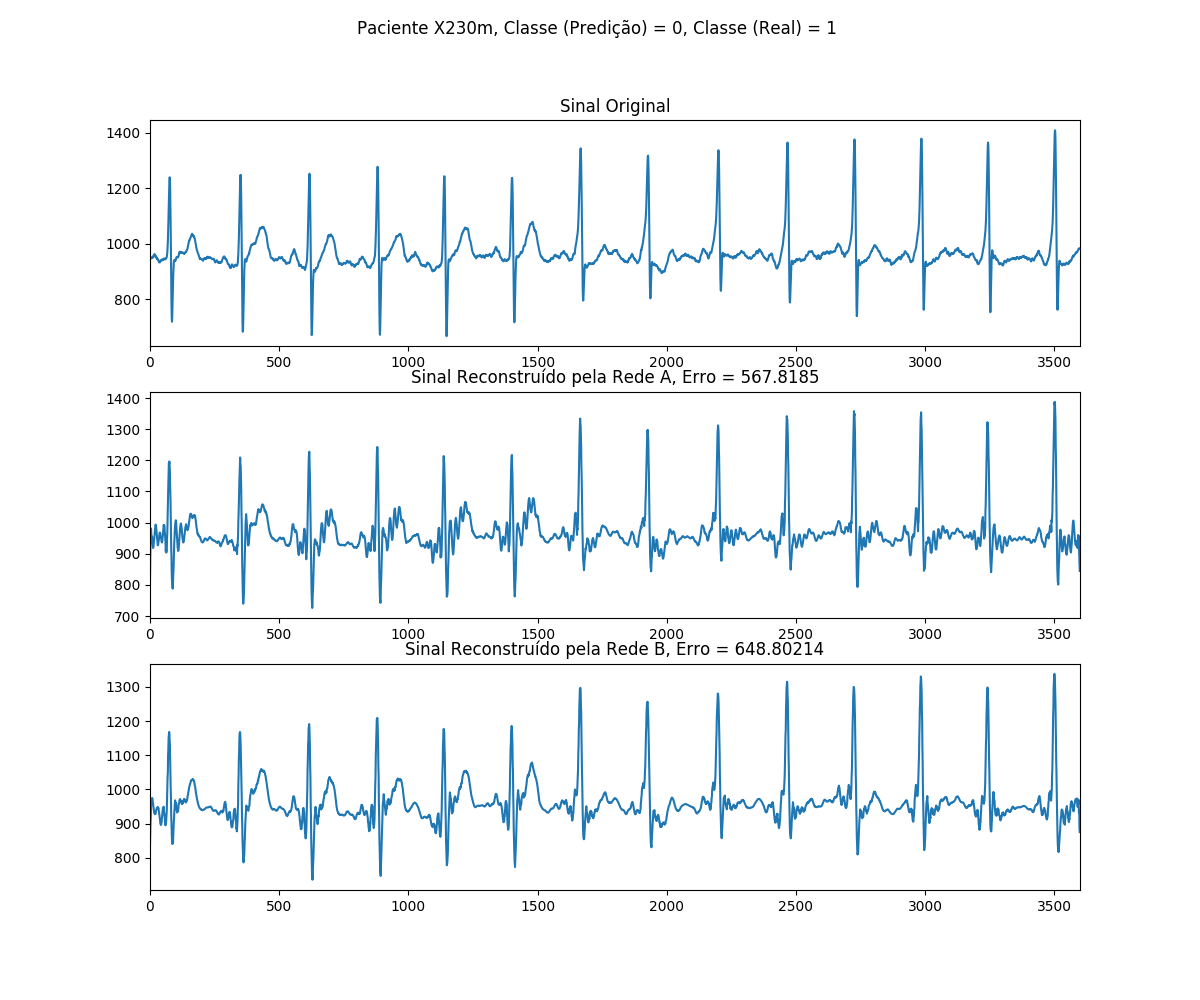 Paciente X230m, Classe (Predição) = 0, Classe (Real) = 1
Sinal Original
1400
1200
1000
800
0 500 1000 1500 2000 2500 3000 3500
Sinal Reconstruído pela Rede A, Erro = 567.8185
1400
1300
1200
1100
1000
900
800
700
0 500 1000 1500 2000 2500 3000 3500
Sinal Reconstruído pela Rede B, Erro = 648.80214
1300
1200
1100
1000
900
800
0 500 1000 1500 2000 2500 3000 3500